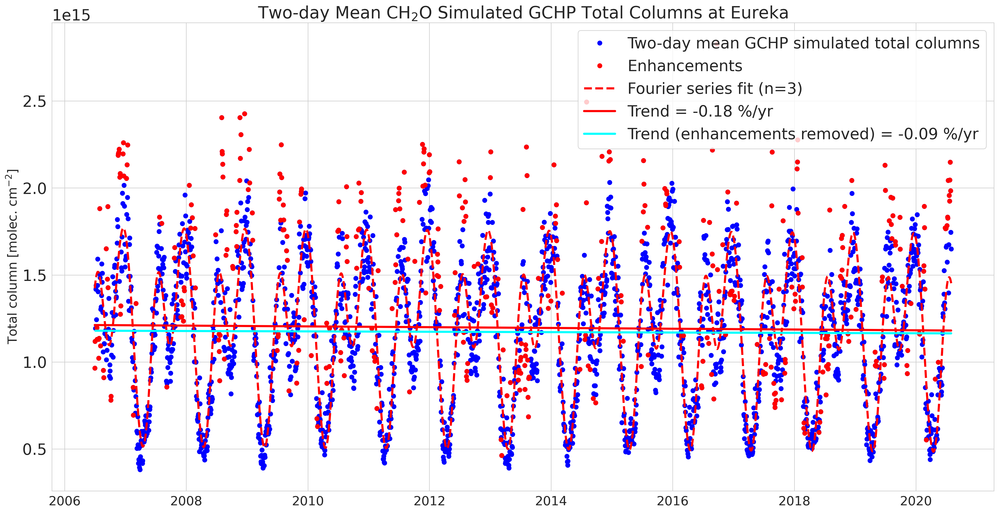 Two-day Mean CH₂O Simulated GCHP Total Columns at Eureka
1e15
Two-day mean GCHP simulated total columns
Enhancements
Fourier series fit (n=3)
Trend = -0.18 %/yr
Trend (enhancements removed) = -0.09 %/yr
Total column [molec. cm⁻²]
2.5
2.0
1.5
1.0
0.5
2006 2008 2010 2012 2014 2016 2018 2020